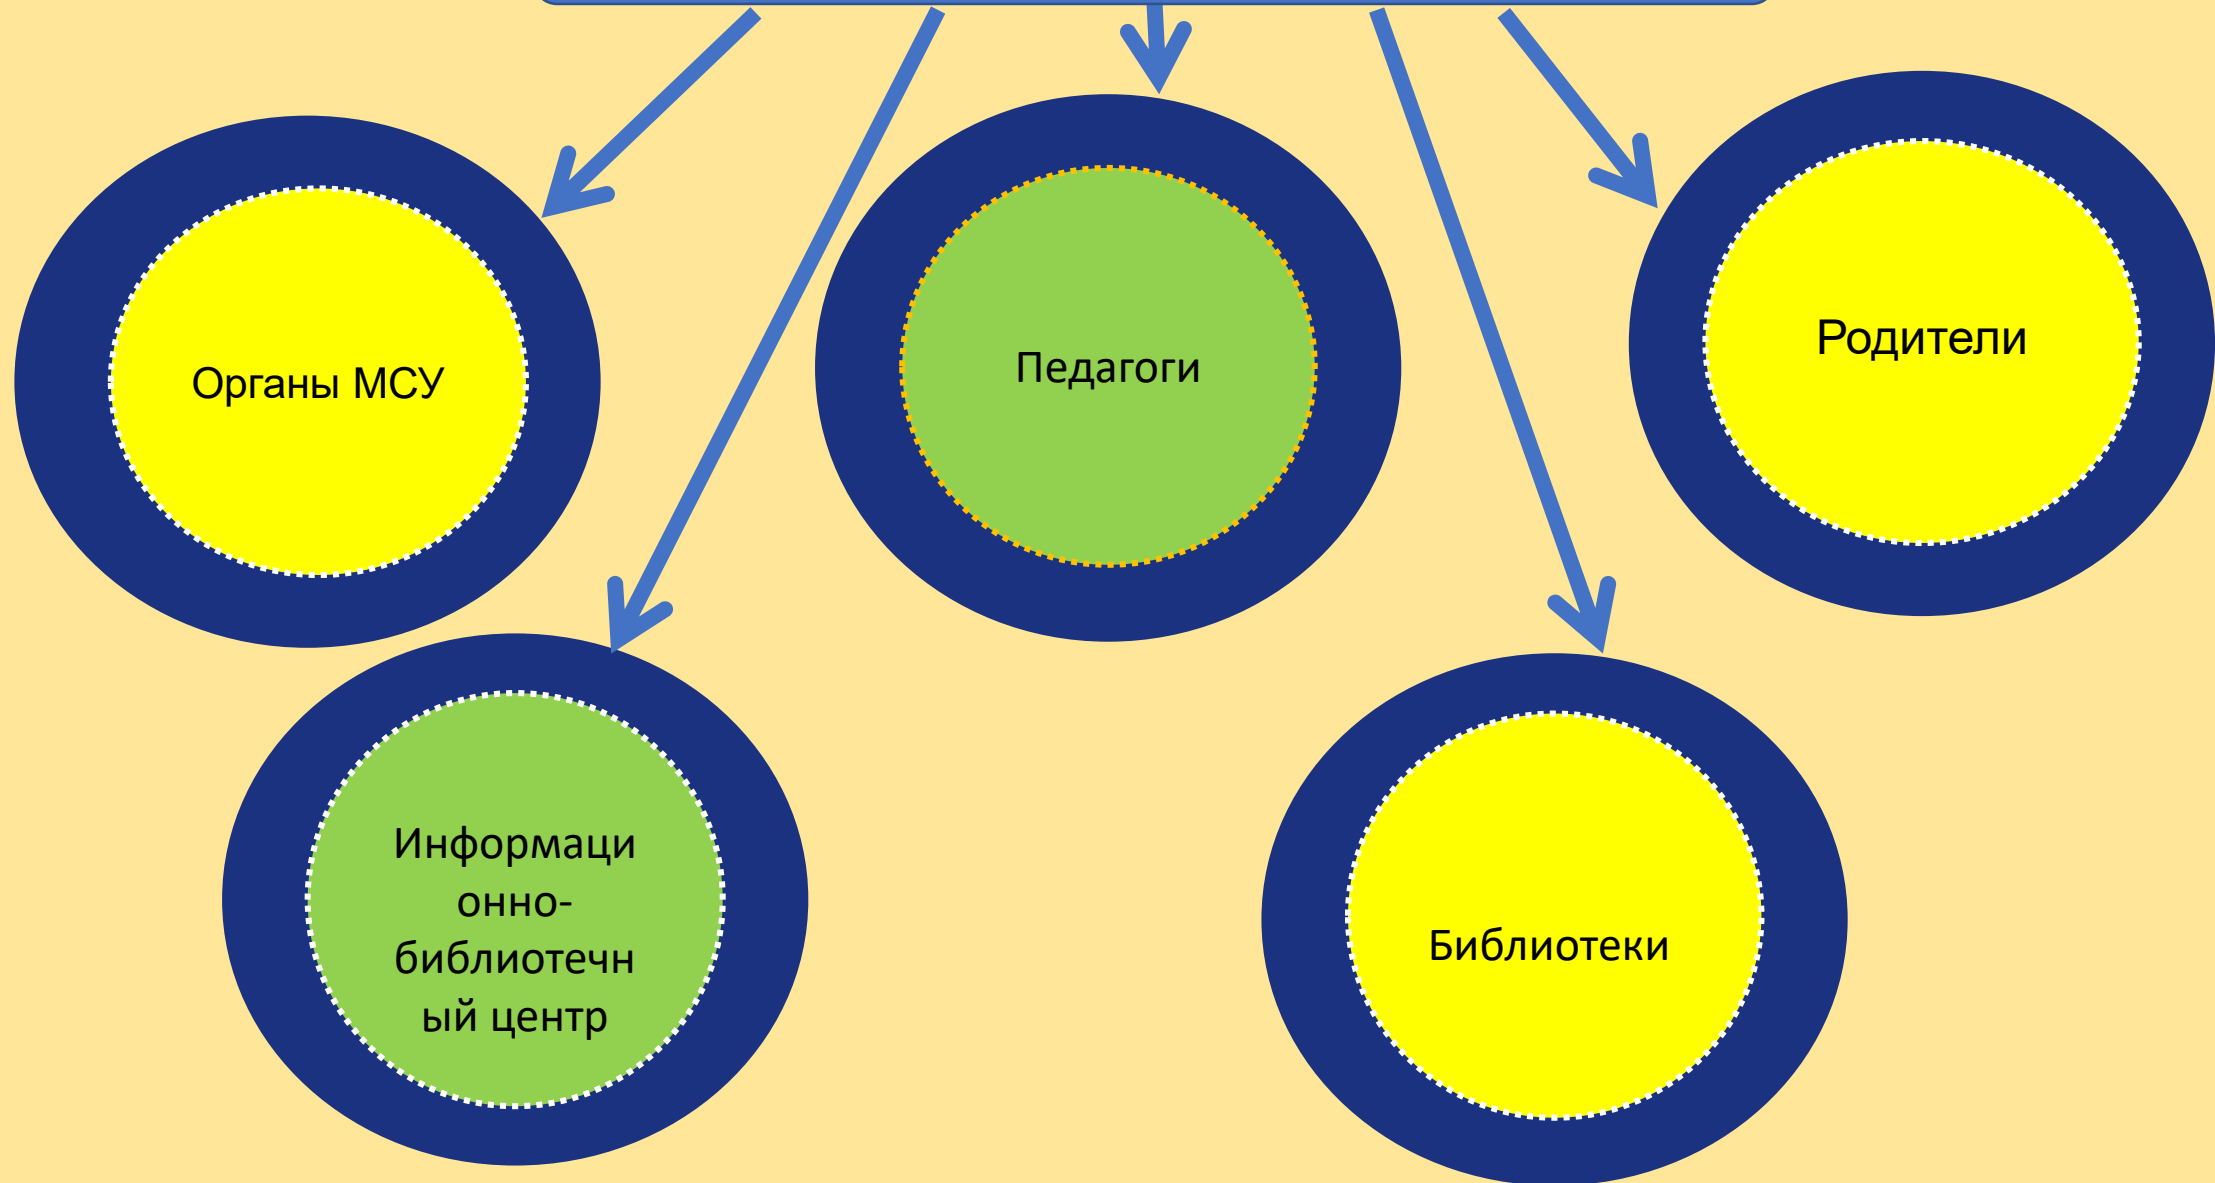 Органы МСУ
Педагоги
Родители
Информаци
онно-
библиотечн
ый центр
Библиотеки